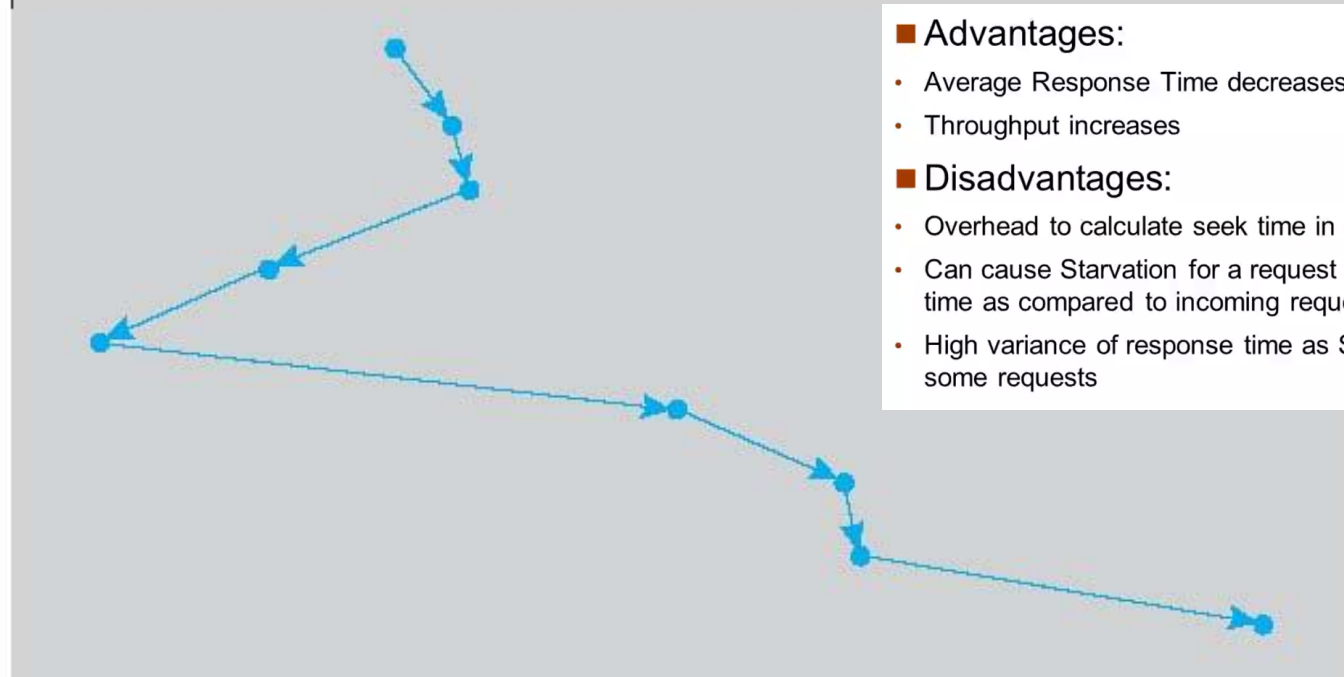 Advantages:
Average Response Time decreases
Throughput increases
Disadvantages:
Overhead to calculate seek time in
Can cause Starvation for a request
time as compared to incoming
High variance of response time as
some requests